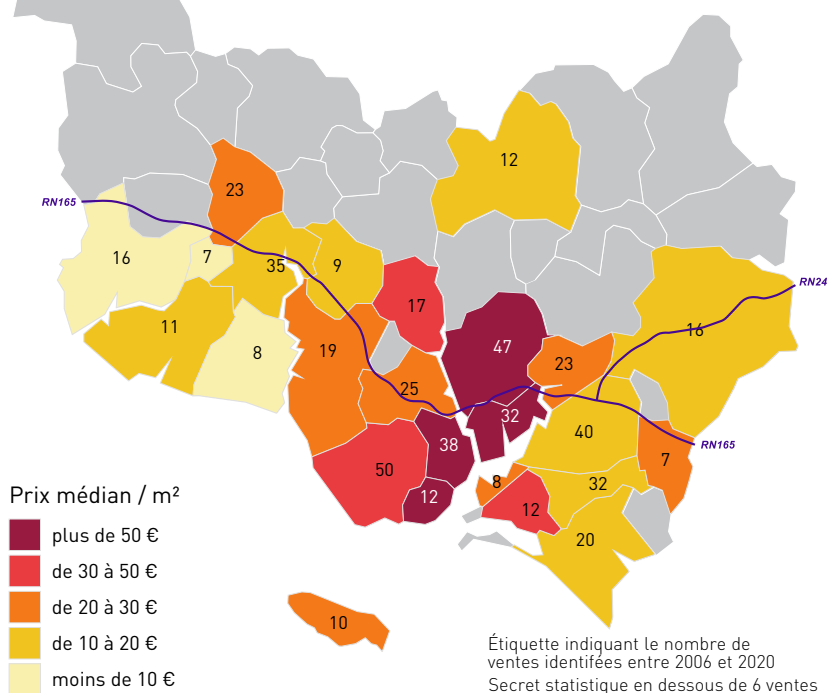 12
23
RN165
16
7
35
9
RN24
17
11
16
8
19
47
23
25
32
38
40
50
7
8
32
12
12
20
10
Prix médian / m²
plus de 50 €
de 30 à 50 €
de 20 à 30 €
de 10 à 20 €
moins de 10 €
RN165
Étiquette indiquant le nombre de
ventes identifées entre 2006 et 2020
Secret statistique en dessous de 6 ventes